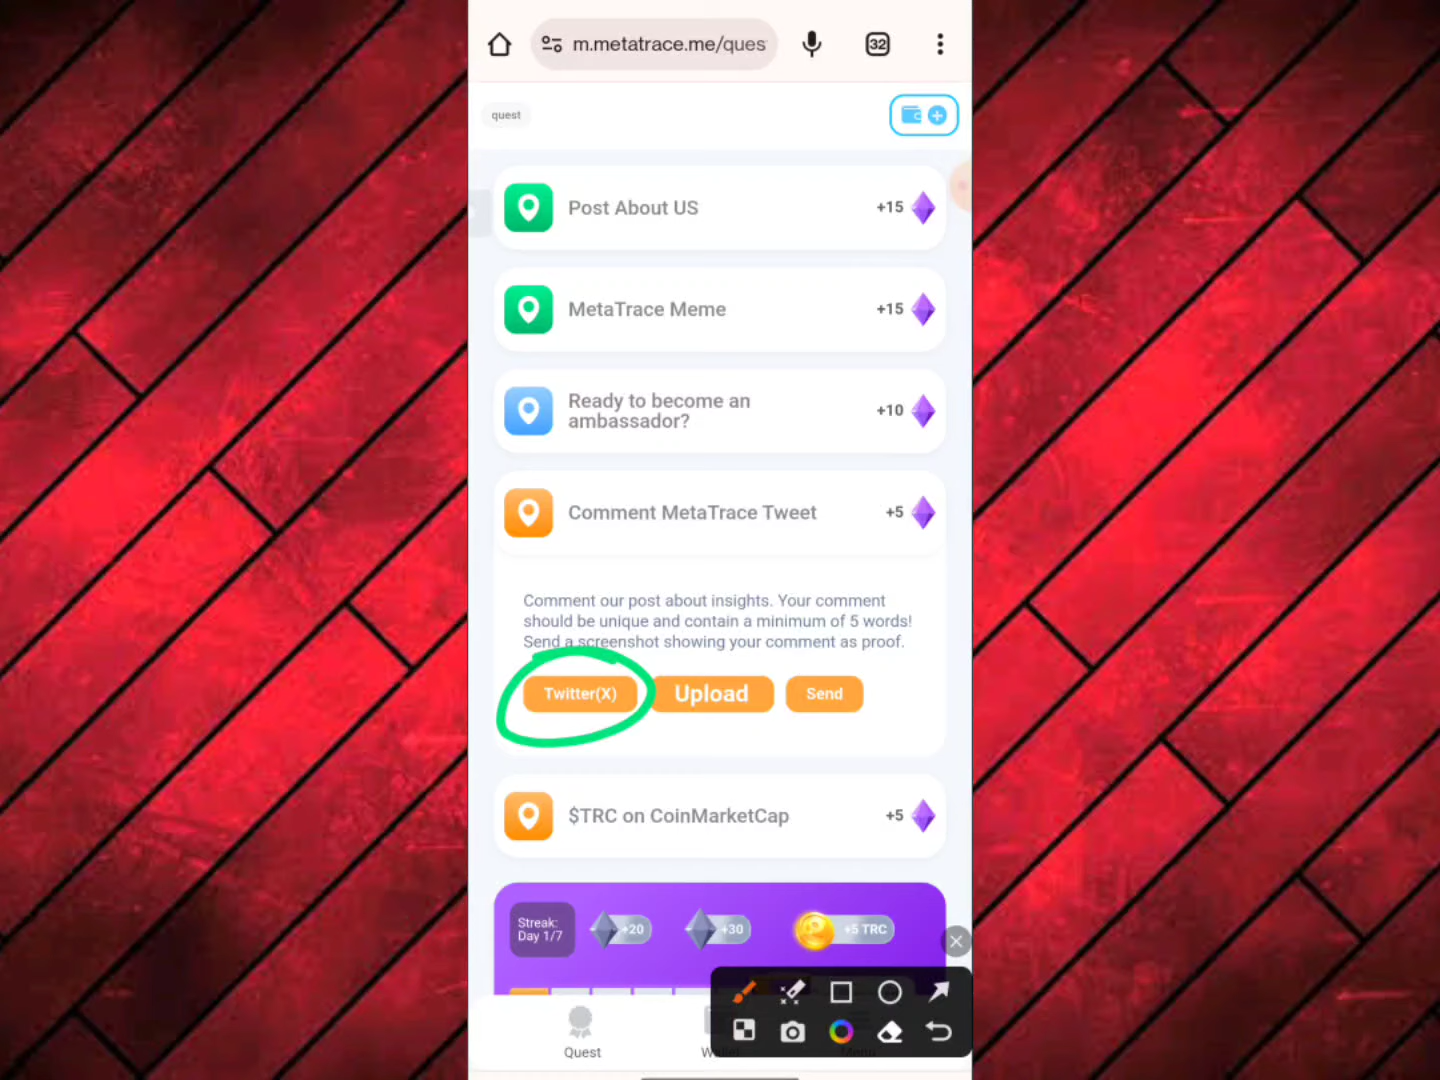 32
m.metatrace.me/ques
quest
Post About US
+15
MetaTrace Meme
+15
Ready to become an
ambassador?
+10
Comment MetaTrace Tweet
+5
Comment our post about insights. Your comment
should be unique and contain a minimum of 5 words!
Send a screenshot showing your comment as proof.
Twitter(X)
Upload
Send
$TRC on CoinMarketCap
+5
Streak:
Day 1/7
+20
+30
+5 TRC
Quest